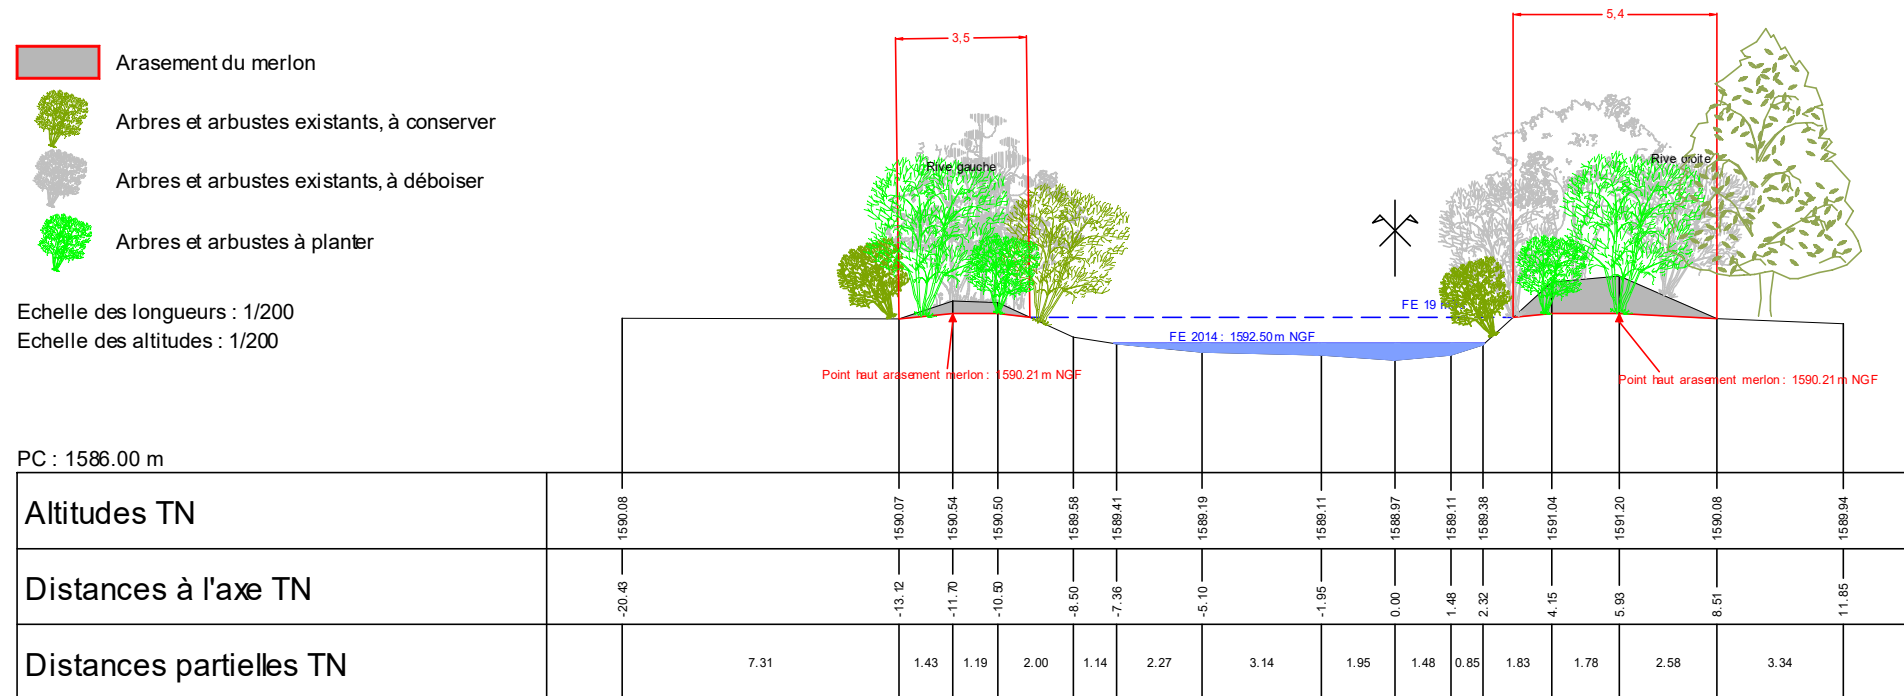 5,4
3,5
Arasement du merlon
Arbres et arbustes existants, à conserver
Rive gauche
Rive droite
Arbres et arbustes existants, à déboiser
Arbres et arbustes à planter
Echelle des longueurs : 1/200
FE 19
Echelle des altitudes : 1/200
FE 2014 : 1592.50 m NGF
Point haut arasement merlon : 1590.21 m NGF
Point haut arasement merlon : 1590.21 m NGF
PC : 1586.00 m
Altitudes TN 1590.08 1590.07 1590.54 1590.50 1589.58 1589.41 1589.19 1589.11 1588.97 1589.11 1589.38 1591.04 1591.20 1590.08 1589.94
Distances à l'axe TN -20.43 -13.12 -11.70 -10.50 -8.50 -7.36 -5.10 -1.95 0.00 1.48 2.32 4.15 5.93 8.51 11.85
Distances partielles TN 7.31 1.43 1.19 2.00 1.14 2.27 3.14 1.95 1.48 0.85 1.83 1.78 2.58 3.34